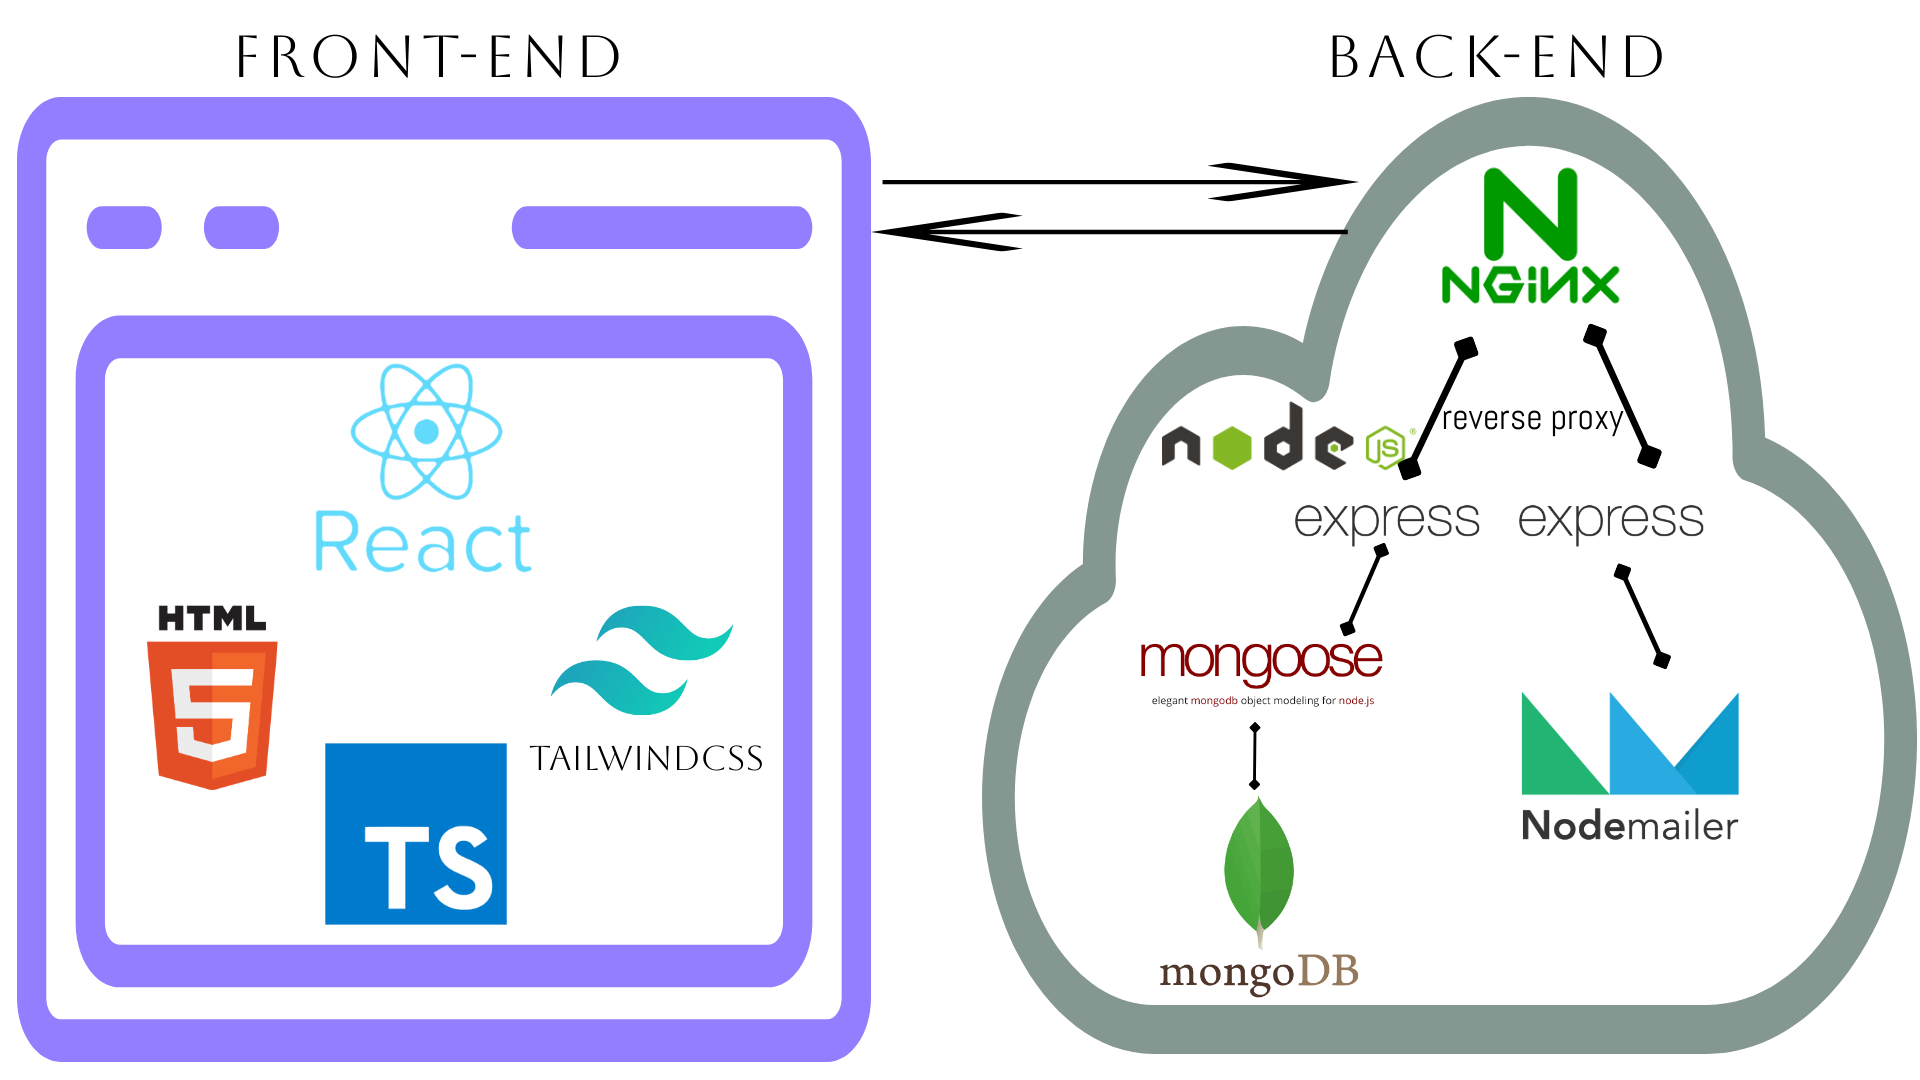 FRONT-END
BACK-END
React
HTML
5
TS
TAILWINDCSS
N
NGINX
reverse proxy
node JS®
express
express
mongoose
elegant mongodb object modeling for node.js
mongoDB
Nodemailer